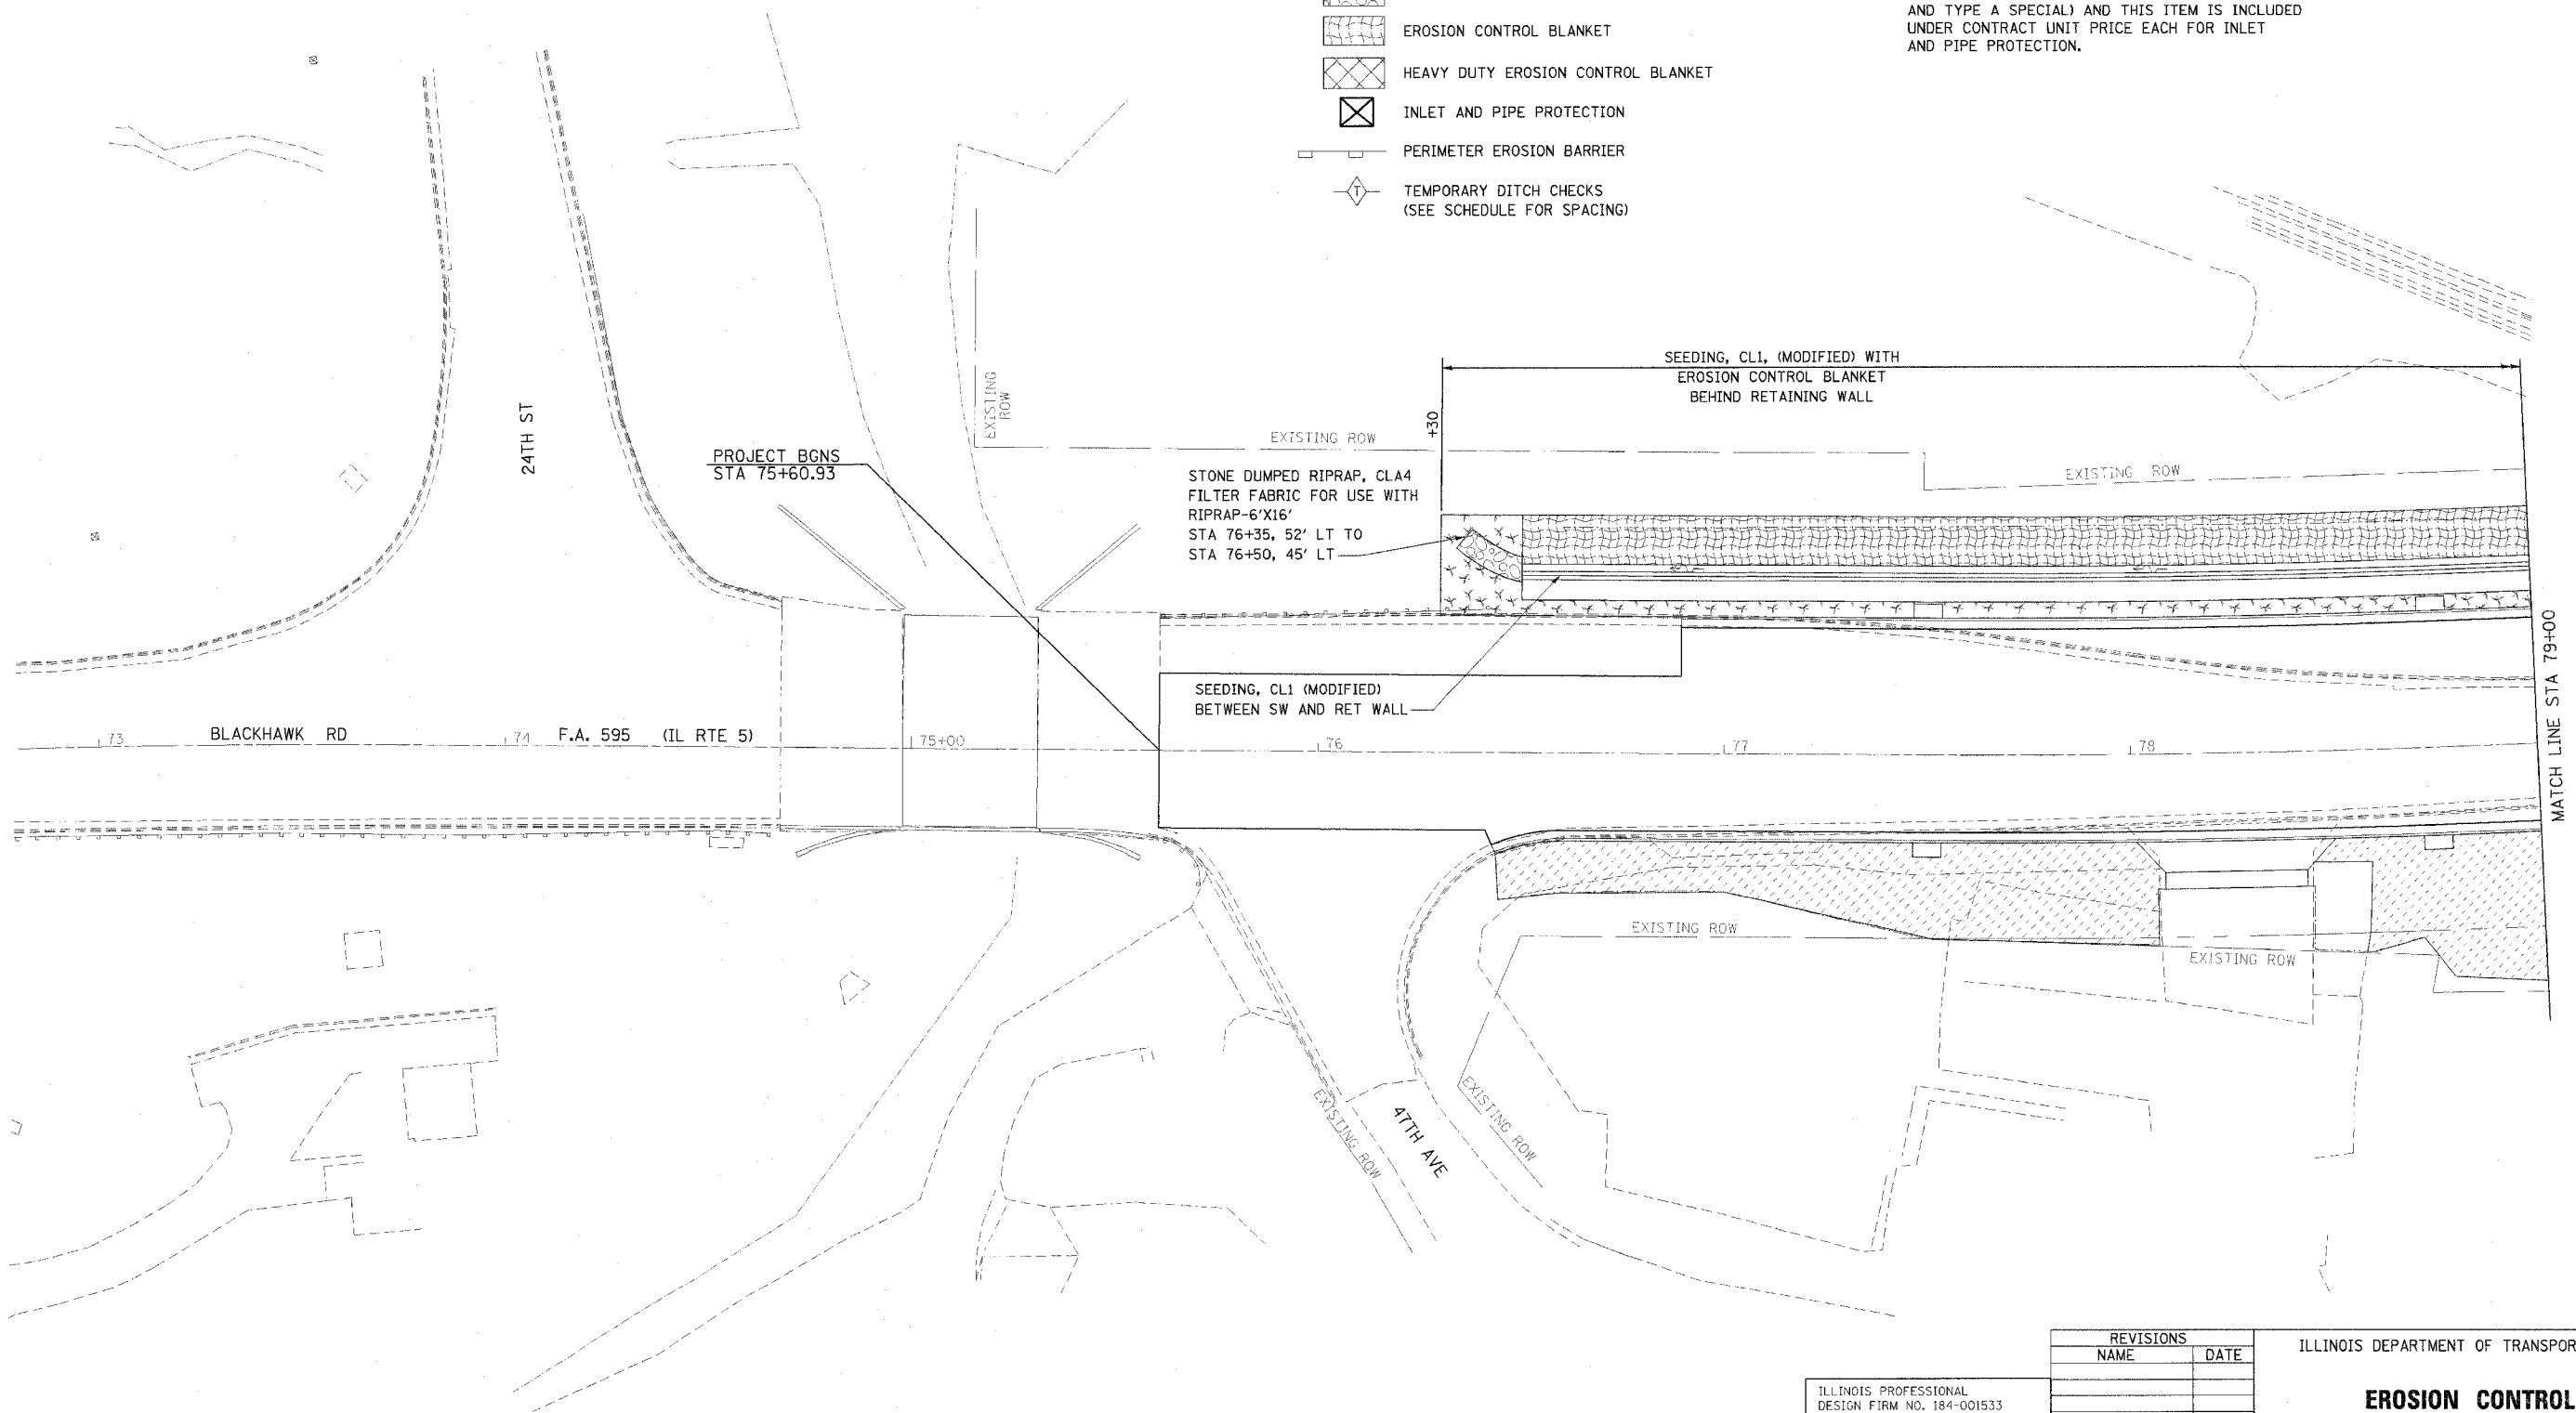 AND TYPE A SPECIAL) AND THIS ITEM IS INCLUDED
UNDER CONTRACT UNIT PRICE EACH FOR INLET
AND PIPE PROTECTION.
EROSION CONTROL BLANKET
HEAVY DUTY EROSION CONTROL BLANKET
INLET AND PIPE PROTECTION
PERIMETER EROSION BARRIER
T
TEMPORARY DITCH CHECKS
(SEE SCHEDULE FOR SPACING)
SEEDING, CL1, (MODIFIED) WITH
EROSION CONTROL BLANKET
BEHIND RETAINING WALL
+30
EXISTING
ROW
24TH ST
EXISTING ROW
EXISTING ROW
PROJECT BGNS
STA 75+60.93
STONE DUMPED RIPRAP, CLA4
FILTER FABRIC FOR USE WITH
RIPRAP-6'X16'
STA 76+35, 52' LT TO
STA 76+50, 45' LT
SEEDING, CL1 (MODIFIED)
BETWEEN SW AND RET WALL
73
BLACKHAWK RD
74
F.A. 595 (IL RTE 5)
75+00
76
77
78
MATCH LINE STA 79+00
EXISTING ROW
EXISTING ROW
EXISTING ROW
47TH AVE
EXISTING ROW
REVISIONS
NAME DATE
ILLINOIS DEPARTMENT OF TRANSPOR
ILLINOIS PROFESSIONAL
DESIGN FIRM NO. 184-001533
EROSION CONTROL